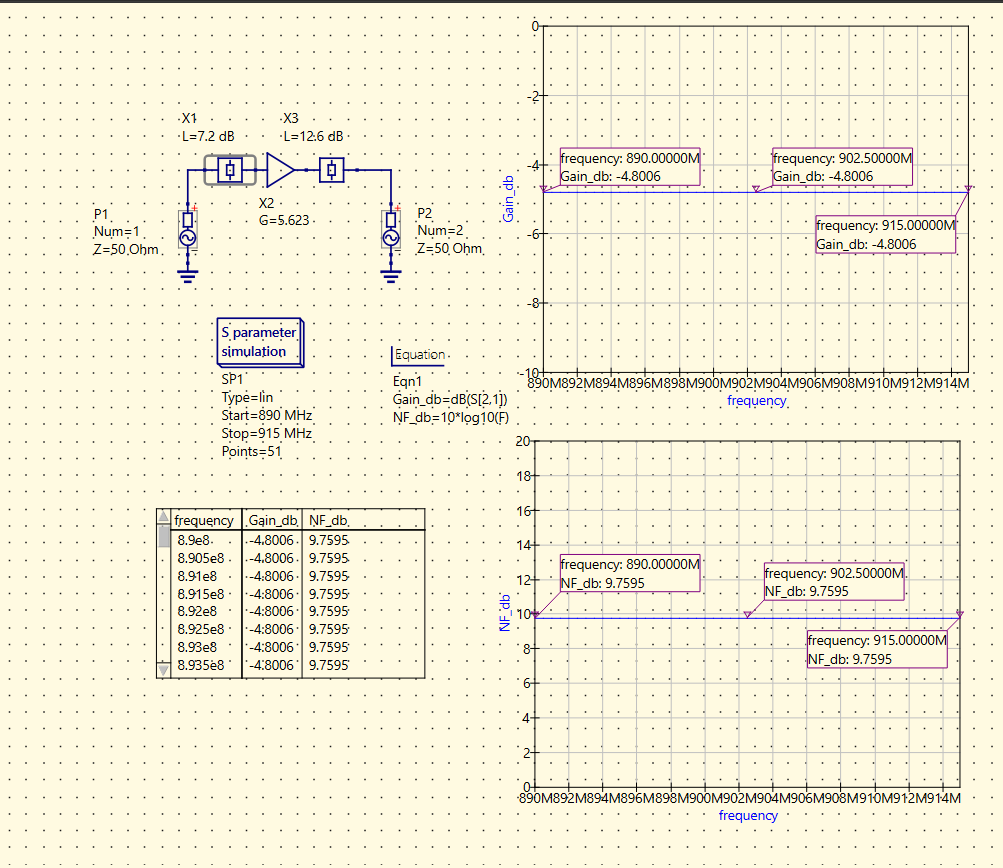 X1
L=7.2 dB
X3
L=12.6 dB
X2
G=5.623
P1
Num=1
Z=50 Ohm
P2
Num=2
Z=50 Ohm
S parameter
simulation
SP1
Type=lin
Start=890 MHz
Stop=915 MHz
Points=51
Equation
Eqn1
Gain_db=dB(S[2,1])
NF_db=10*log10(F)
frequency Gain_db NF_db
8.9e8 -4.8006 9.7595
8.905e8 -4.8006 9.7595
8.91e8 -4.8006 9.7595
8.915e8 -4.8006 9.7595
8.92e8 -4.8006 9.7595
8.925e8 -4.8006 9.7595
8.93e8 -4.8006 9.7595
8.935e8 -4.8006 9.7595
0
-2
-4
-6
-8
-10
Gain_db
frequency: 890.00000M
Gain_db: -4.8006
frequency: 902.50000M
Gain_db: -4.8006
frequency: 915.00000M
Gain_db: -4.8006
890M892M894M896M898M900M902M904M906M908M910M912M914M
frequency
20
18
16
14
12
10
8
6
4
2
0
NF_db
frequency: 890.00000M
NF_db: 9.7595
frequency: 902.50000M
NF_db: 9.7595
frequency: 915.00000M
NF_db: 9.7595
890M892M894M896M898M900M902M904M906M908M910M912M914M
frequency